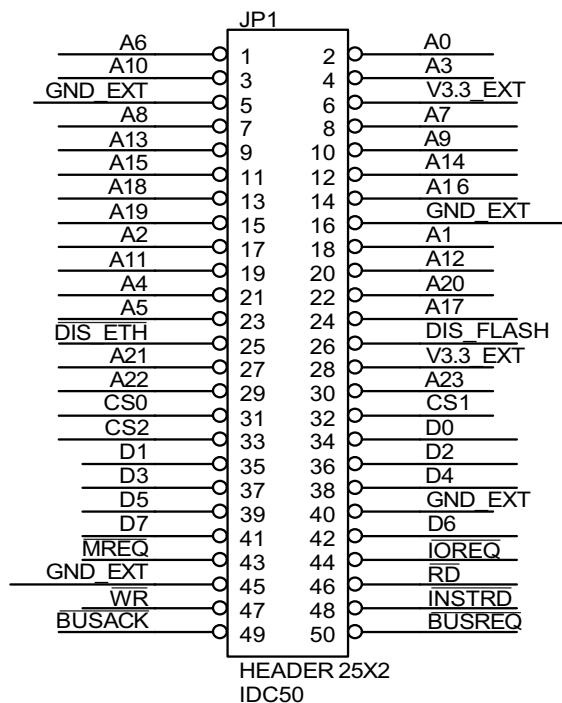 JP1
A6 1 2 A0
A10 3 4 A3
GND_EXT 5 6 V3.3_EXT
A8 7 8 A7
A13 9 10 A9
A15 11 12 A14
A18 13 14 A16
A19 15 16 GND_EXT
A2 17 18 A1
A11 19 20 A12
A4 21 22 A20
A5 23 24 A17
DIS_ETH 25 26 DIS_FLASH
A21 27 28 V3.3_EXT
A22 29 30 A23
CS0 31 32 CS1
CS2 33 34 D0
D1 35 36 D2
D3 37 38 D4
D5 39 40 GND_EXT
D7 41 42 D6
MREQ 43 44 IOREQ
GND_EXT 45 46 RD
WR 47 48 INSTRD
BUSACK 49 50 BUSREQ
HEADER 25X2
IDC50